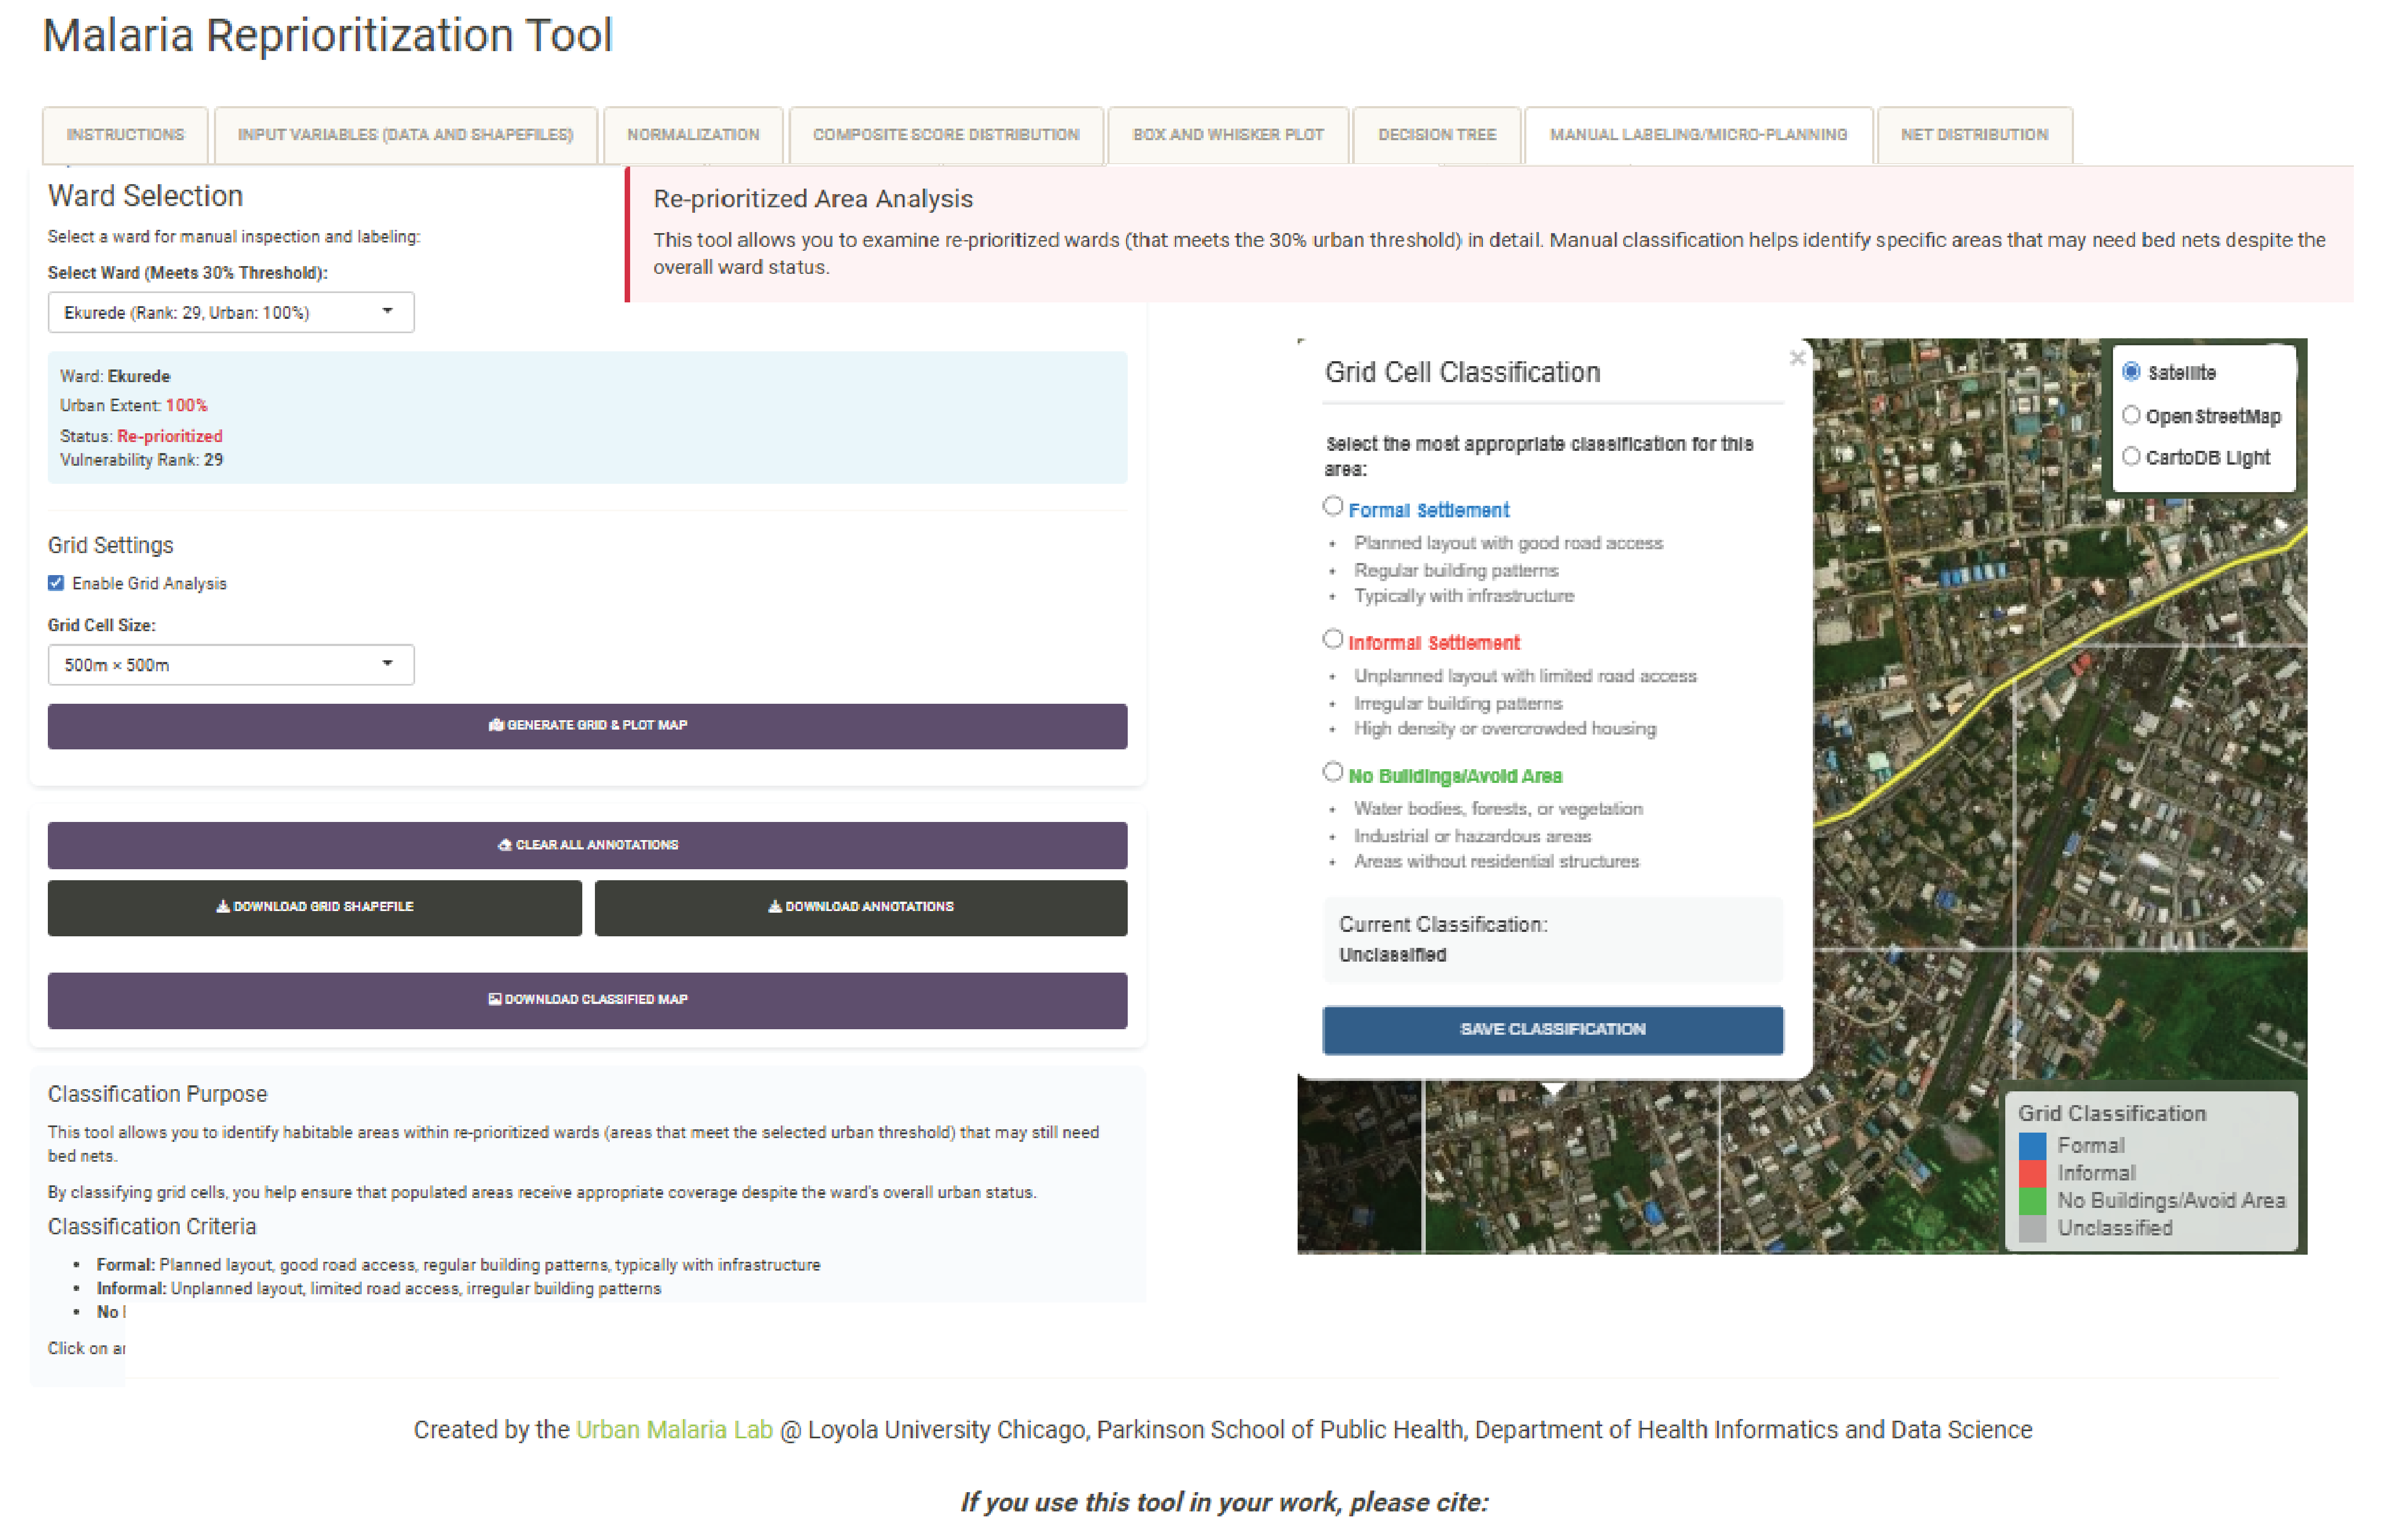 Malaria Reprioritization Tool
INSTRUCTIONS
INPUT VARIABLES (DATA AND SHAPEFILES)
NORMALIZATION
COMPOSITE SCORE DISTRIBUTION
BOX AND WHISKER PLOT
DECISION TREE
MANUAL LABELING/MICRO-PLANNING
NET DISTRIBUTION
Ward Selection
Select a ward for manual inspection and labeling:
Select Ward (Meets 30% Threshold):
Ekurede (Rank: 29, Urban: 100%)
Ward: Ekurede
Urban Extent: 100%
Status: Re-prioritized
Vulnerability Rank: 29
Grid Settings
Enable Grid Analysis
Grid Cell Size:
500m × 500m
GENERATE GRID & PLOT MAP
CLEAR ALL ANNOTATIONS
DOWNLOAD GRID SHAPEFILE
DOWNLOAD ANNOTATIONS
DOWNLOAD CLASSIFIED MAP
Classification Purpose
This tool allows you to identify habitable areas within re-prioritized wards (areas that meet the selected urban threshold) that may still need
bed nets.
By classifying grid cells, you help ensure that populated areas receive appropriate coverage despite the ward's overall urban status.
Classification Criteria
• Formal: Planned layout, good road access, regular building patterns, typically with infrastructure
• Informal: Unplanned layout, limited road access, irregular building patterns
• No
Click on
Re-prioritized Area Analysis
This tool allows you to examine re-prioritized wards (that meets the 30% urban threshold) in detail. Manual classification helps identify specific areas that may need bed nets despite the
overall ward status.
Grid Cell Classification
×
Select the most appropriate classification for this
area:
Formal Settlement
• Planned layout with good road access
• Regular building patterns
• Typically with infrastructure
Informal Settlement
• Unplanned layout with limited road access
• Irregular building patterns
• High density or overcrowded housing
No Buildings/Avoid Area
• Water bodies, forests, or vegetation
• Industrial or hazardous areas
• Areas without residential structures
Current Classification:
Unclassified
SAVE CLASSIFICATION
Satellite
OpenStreetMap
CartoDB Light
Grid Classification
Formal
Informal
No Buildings/Avoid Area
Unclassified
Created by the Urban Malaria Lab @ Loyola University Chicago, Parkinson School of Public Health, Department of Health Informatics and Data Science
If you use this tool in your work, please cite: